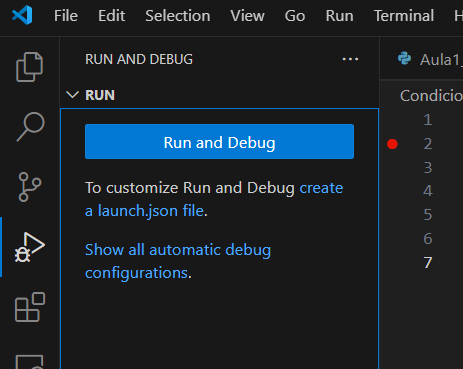 File Edit Selection View Go Run Terminal
RUN AND DEBUG ...
Aula1_
RUN
Condicio
Run and Debug
To customize Run and Debug create
a launch.json file.
Show all automatic debug
configurations.
1
2
3
4
5
6
7